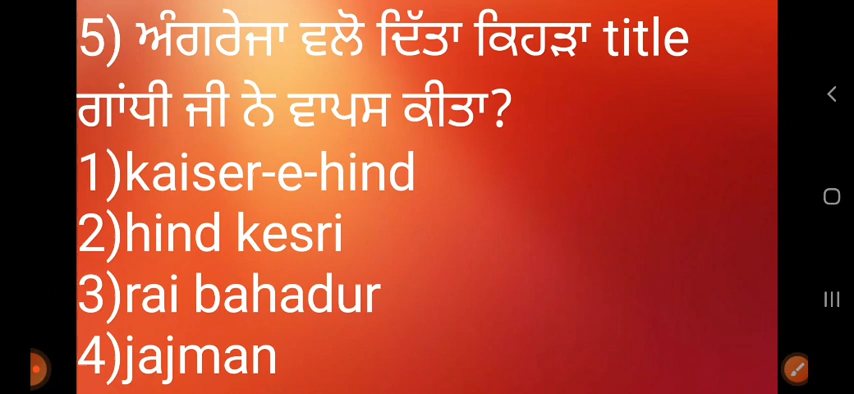 5) ਅੰਗਰੇਜਾ ਵਲੋ ਦਿੱਤਾ ਕਿਹੜਾ title
ਗਾਂਧੀ ਜੀ ਨੇ ਵਾਪਸ ਕੀਤਾ?
1)kaiser-e-hind
2)hind kesri
3)rai bahadur
4)jajman